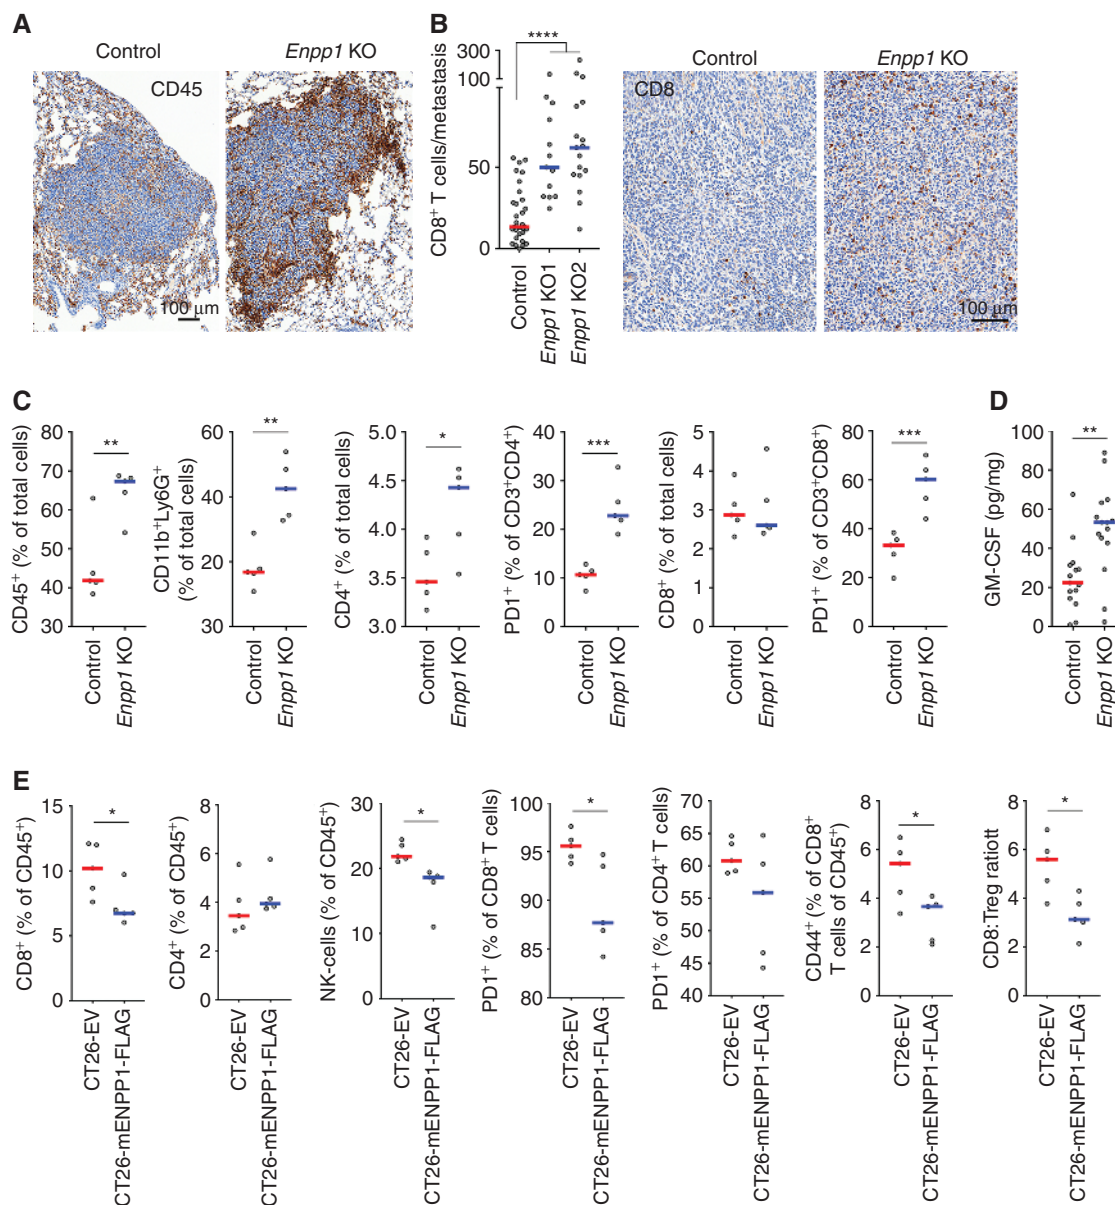 A
Control
Enpp1 KO
CD45
100 µm
B
CD8⁺ T cells/metastasis
300
100
50
0
****
Control
Enpp1 KO1
Enpp1 KO2
Control
Enpp1 KO
CD8
100 µm
C
CD45⁺ (% of total cells)
80
70
60
50
40
30
**
Control
Enpp1 KO
CD11b⁺Ly6G⁺
(% of total cells)
60
40
20
30
**
Control
Enpp1 KO
CD4⁺ (% of total cells)
5.0
4.5
4.0
3.5
3.0
*
Control
Enpp1 KO
PD1⁺ (% of CD3⁺CD4⁺)
40
30
20
10
0
***
Control
Enpp1 KO
CD8⁺ (% of total cells)
5
4
3
2
1
0
Control
Enpp1 KO
PD1⁺ (% of CD3⁺CD8⁺)
80
60
40
20
0
***
Control
Enpp1 KO
D
GM-CSF (pg/mg)
100
80
60
40
20
0
**
Control
Enpp1 KO
E
CD8⁺ (% of CD45⁺)
15
10
5
0
*
CT26-EV
CT26-mENPP1-FLAG
CD4⁺ (% of CD45⁺)
8
6
4
2
0
CT26-EV
CT26-mENPP1-FLAG
NK-cells (% of CD45⁺)
30
20
10
0
*
CT26-EV
CT26-mENPP1-FLAG
PD1⁺ (% of CD8⁺ T cells)
100
95
90
85
80
*
CT26-EV
CT26-mENPP1-FLAG
PD1⁺ (% of CD4⁺ T cells)
70
65
60
55
50
45
40
CT26-EV
CT26-mENPP1-FLAG
CD44⁺ (% of CD8⁺
T cells of CD45⁺)
8
6
4
2
0
*
CT26-EV
CT26-mENPP1-FLAG
CD8:Treg ratiott
8
6
4
2
0
*
CT26-EV
CT26-mENPP1-FLAG